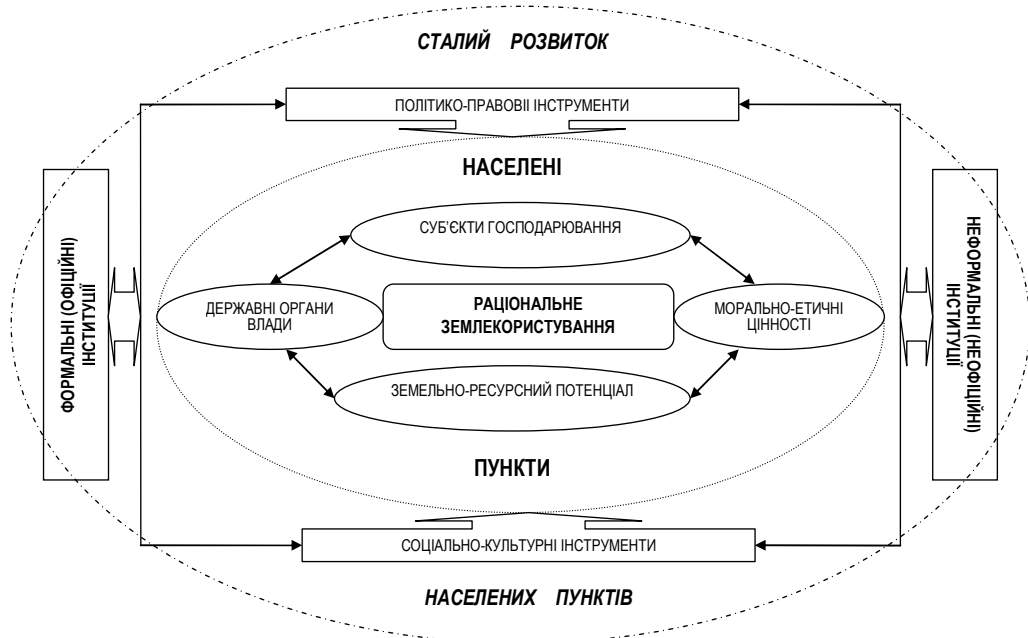 СТАЛИЙ РОЗВИТОК
ПОЛІТИКО-ПРАВОВІІ ІНСТРУМЕНТИ
НАСЕЛЕНІ
СУБ'ЄКТИ ГОСПОДАРЮВАННЯ
ФОРМАЛЬНІ (ОФІЦІЙНІ)
ІНСТИТУЦІЇ
ДЕРЖАВНІ ОРГАНИ
ВЛАДИ
РАЦІОНАЛЬНЕ
ЗЕМЛЕКОРИСТУВАННЯ
МОРАЛЬНО-ЕТИЧНІ
ЦІННОСТІ
НЕФОРМАЛЬНІ (НЕОФІЦІЙНІ)
ІНСТИТУЦІЇ
ЗЕМЕЛЬНО-РЕСУРСНИЙ ПОТЕНЦІАЛ
ПУНКТИ
СОЦІАЛЬНО-КУЛЬТУРНІ ІНСТРУМЕНТИ
НАСЕЛЕНИХ ПУНКТІВ